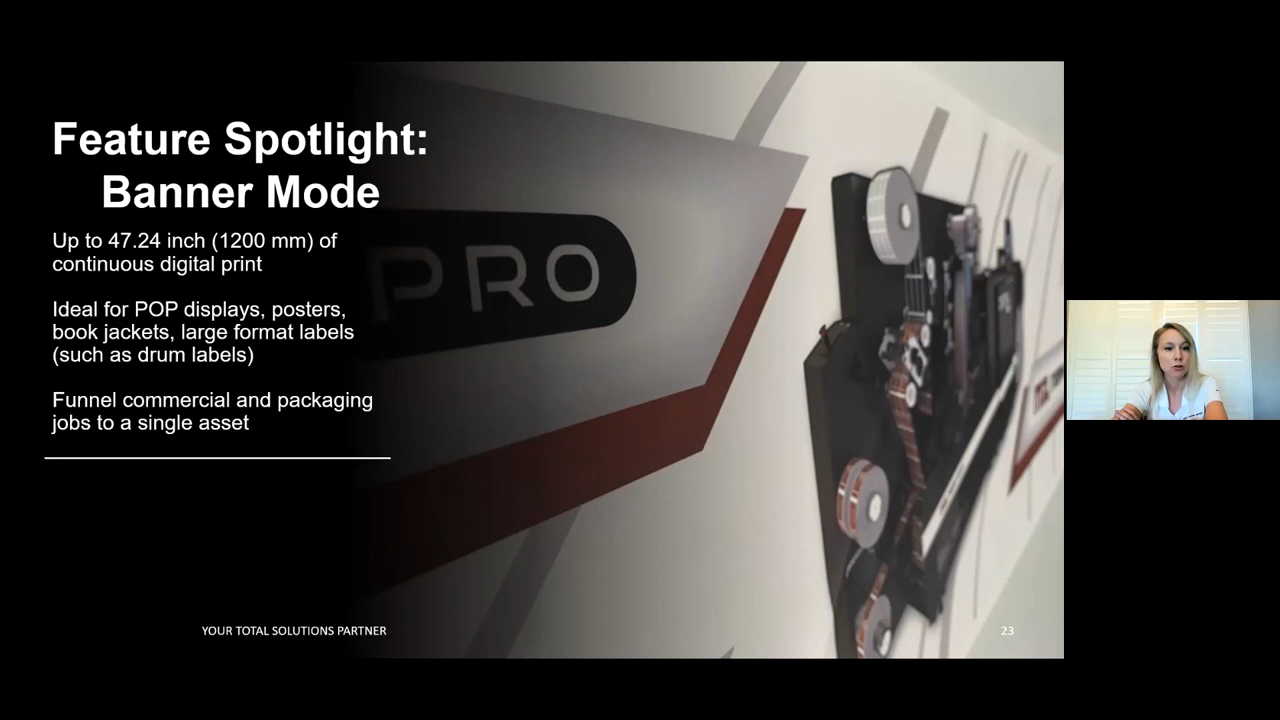 Feature Spotlight:
Banner Mode
Up to 47.24 inch (1200 mm) of
continuous digital print
Ideal for POP displays, posters,
book jackets, large format labels
(such as drum labels)
Funnel commercial and packaging
jobs to a single asset
PRO
YOUR TOTAL SOLUTIONS PARTNER
23